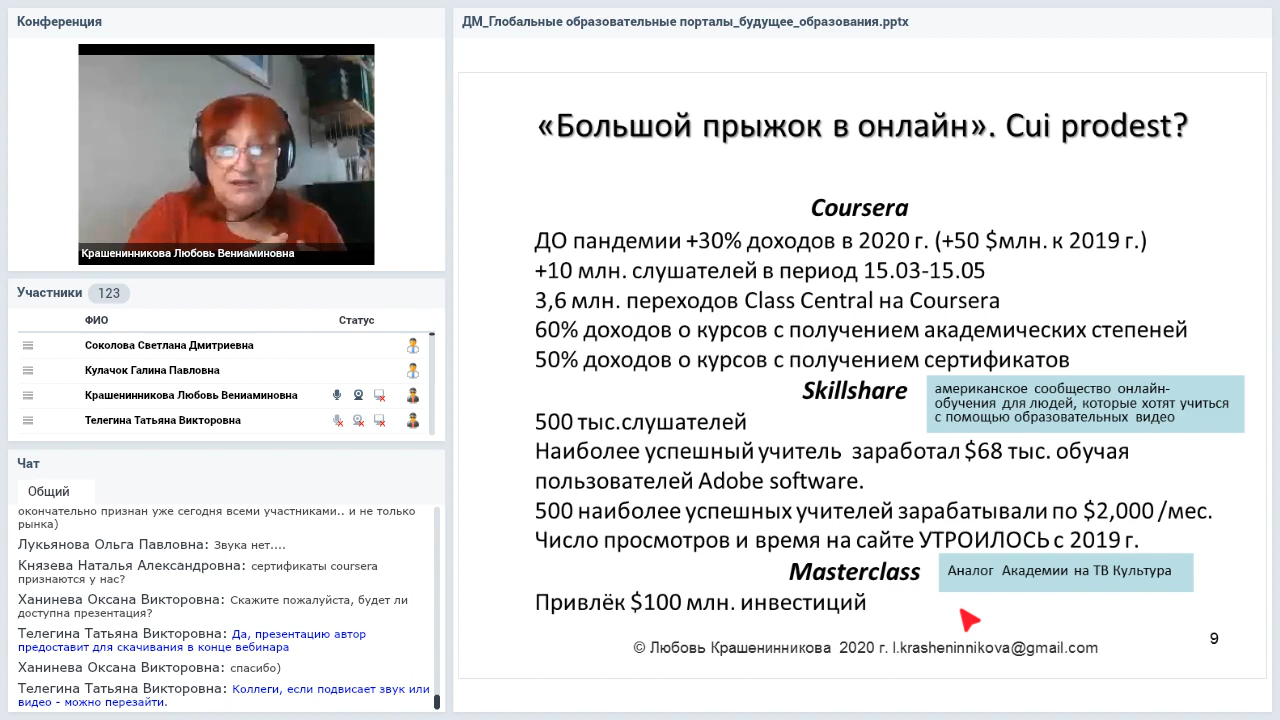 Конференция
Крашенинникова Любовь Вениаминовна
Участники 123
ФИО Статус
Соколова Светлана Дмитриевна
Кулачок Галина Павловна
Крашенинникова Любовь Вениаминовна
Телегина Татьяна Викторовна
Чат
Общий
окончательно признан уже сегодня всеми участниками.. и не только
рынка)
Лукьянова Ольга Павловна: Звука нет....
Князева Наталья Александровна: сертификаты coursera
признаются у нас?
Ханинева Оксана Викторовна: Скажите пожалуйста, будет ли
доступна презентация?
Телегина Татьяна Викторовна: Да, презентацию автор
предоставит для скачивания в конце вебинара
Ханинева Оксана Викторовна: спасибо)
Телегина Татьяна Викторовна: Коллеги, если подвисает звук или
видео - можно перезайти.
ДМ_Глобальные образовательные порталы_будущее_образования.pptx
«Большой прыжок в онлайн». Cui prodest?
Coursera
ДО пандемии +30% доходов в 2020 г. (+50 $млн. к 2019 г.)
+10 млн. слушателей в период 15.03-15.05
3,6 млн. переходов Class Central на Coursera
60% доходов о курсов с получением академических степеней
50% доходов о курсов с получением сертификатов
Skillshare
американское сообщество онлайн-
обучения для людей, которые хотят учиться
с помощью образовательных видео
500 тыс.слушателей
Наиболее успешный учитель заработал $68 тыс. обучая
пользователей Adobe software.
500 наиболее успешных учителей зарабатывали по $2,000 /мес.
Число просмотров и время на сайте УТРОИЛОСЬ с 2019 г.
Masterclass
Аналог Академии на ТВ Культура
Привлёк $100 млн. инвестиций
© Любовь Крашенинникова 2020 г. l.krasheninnikova@gmail.com
9